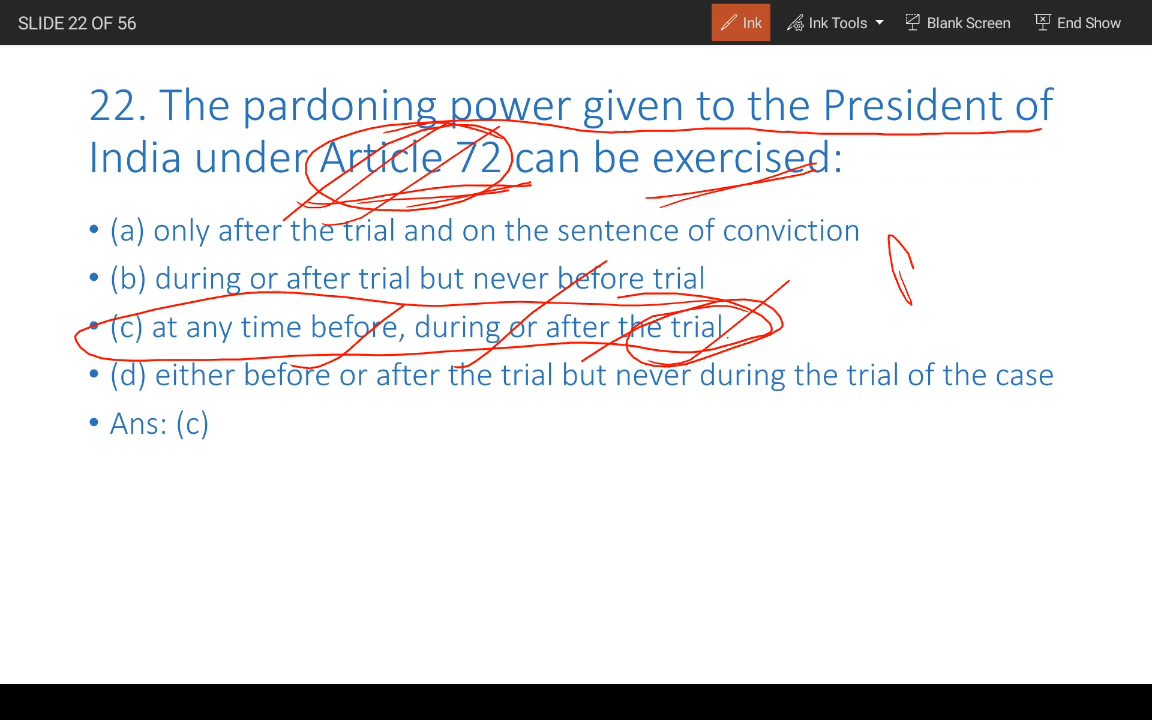 SLIDE 22 OF 56
Ink
Ink Tools
Blank Screen
End Show
22. The pardoning power given to the President of
India under Article 72 can be exercised:
• (a) only after the trial and on the sentence of conviction
• (b) during or after trial but never before trial
• (c) at any time before, during or after the trial.
• (d) either before or after the trial but never during the trial of the case
• Ans: (c)